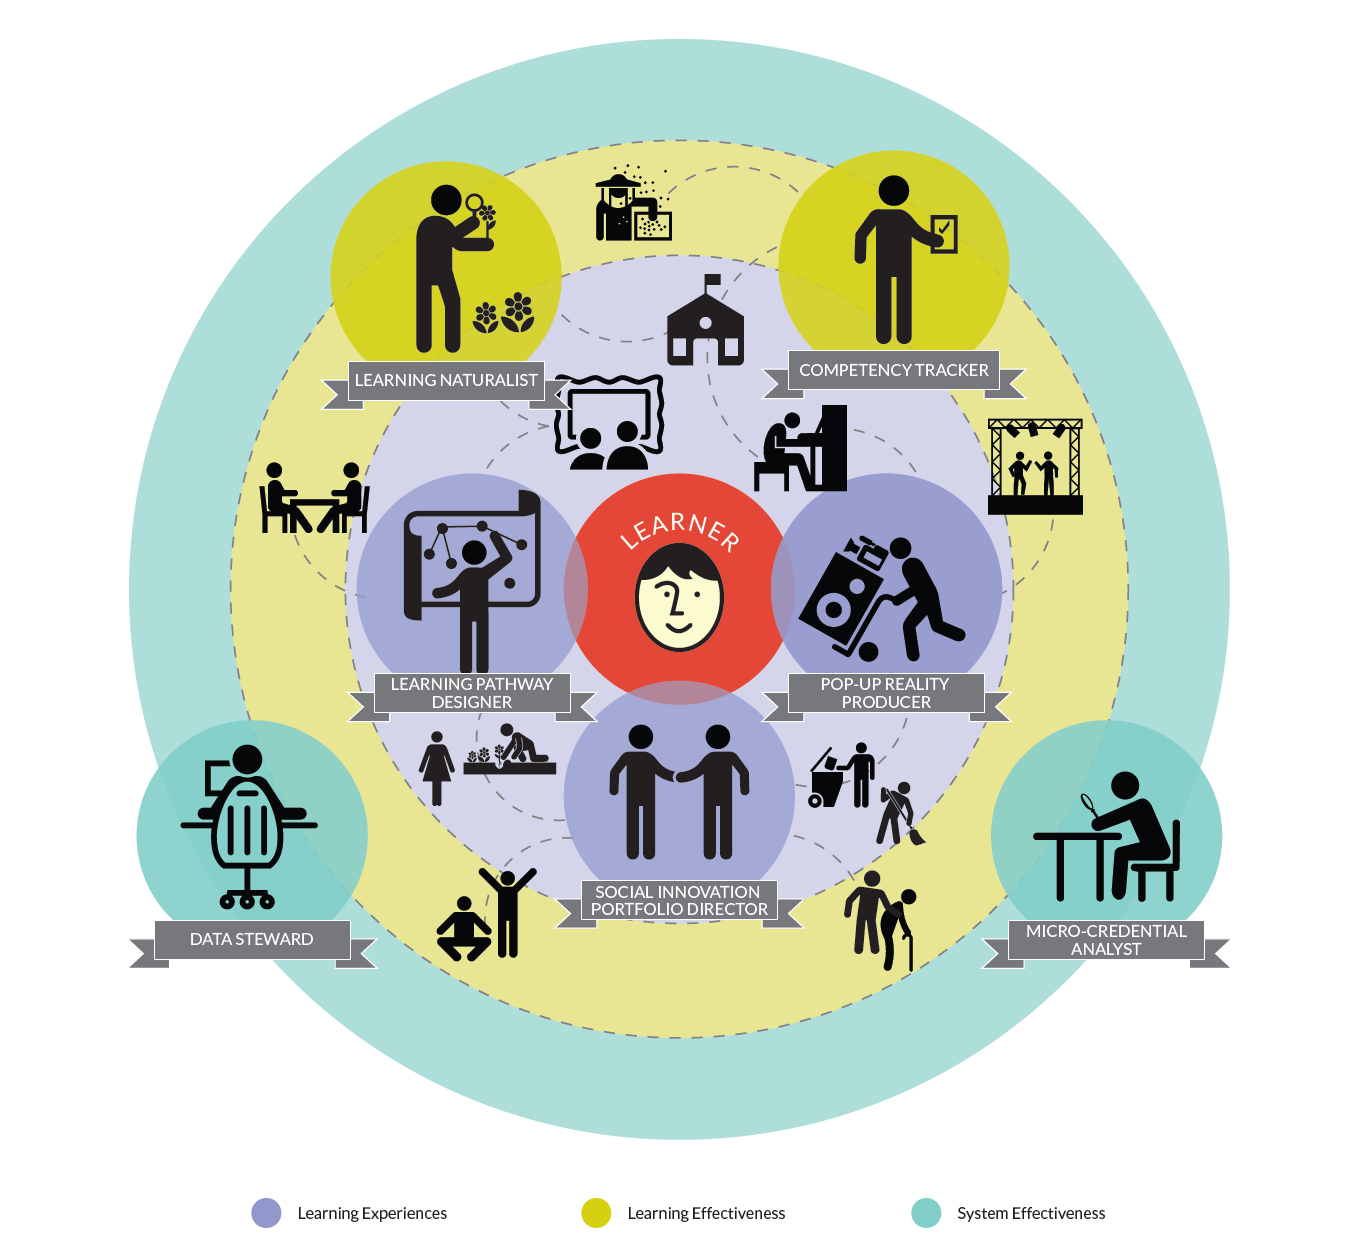 LEARNING NATURALIST
COMPETENCY TRACKER
LEARNER
LEARNING PATHWAY
DESIGNER
POP-UP REALITY
PRODUCER
SOCIAL INNOVATION
PORTFOLIO DIRECTOR
DATA STEWARD
MICRO-CREDENTIAL
ANALYST
Learning Experiences
Learning Effectiveness
System Effectiveness